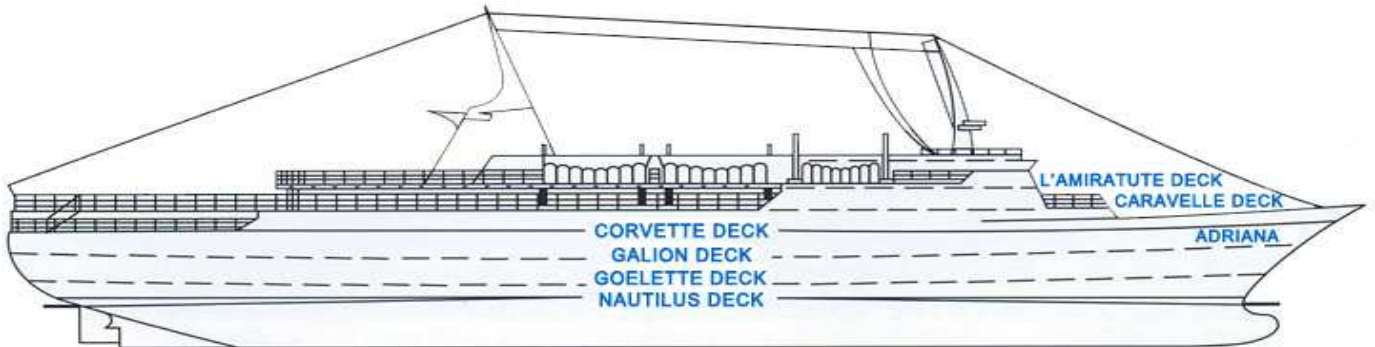 L'AMIRATUTE DECK
CARAVELLE DECK
CORVETTE DECK
ADRIANA
GALION DECK
GOELETTE DECK
NAUTILUS DECK